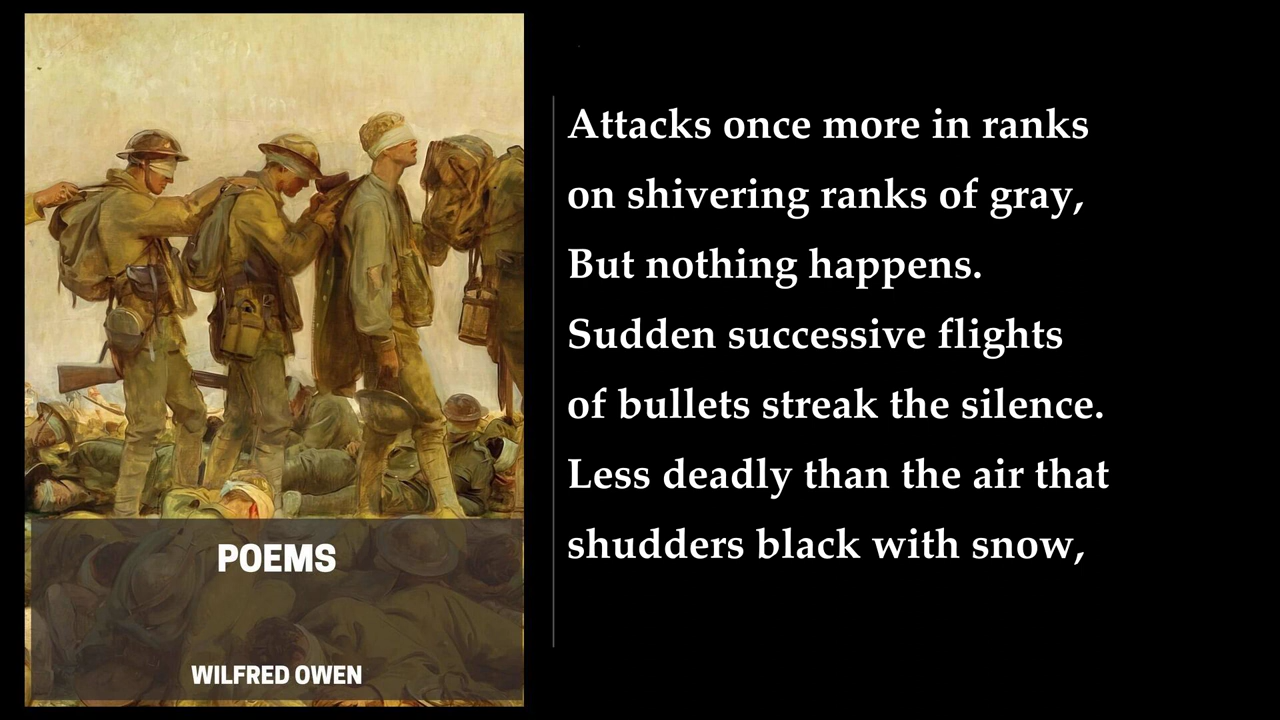 POEMS
WILFRED OWEN
Attacks once more in ranks
on shivering ranks of gray,
But nothing happens.
Sudden successive flights
of bullets streak the silence.
Less deadly than the air that
shudders black with snow,